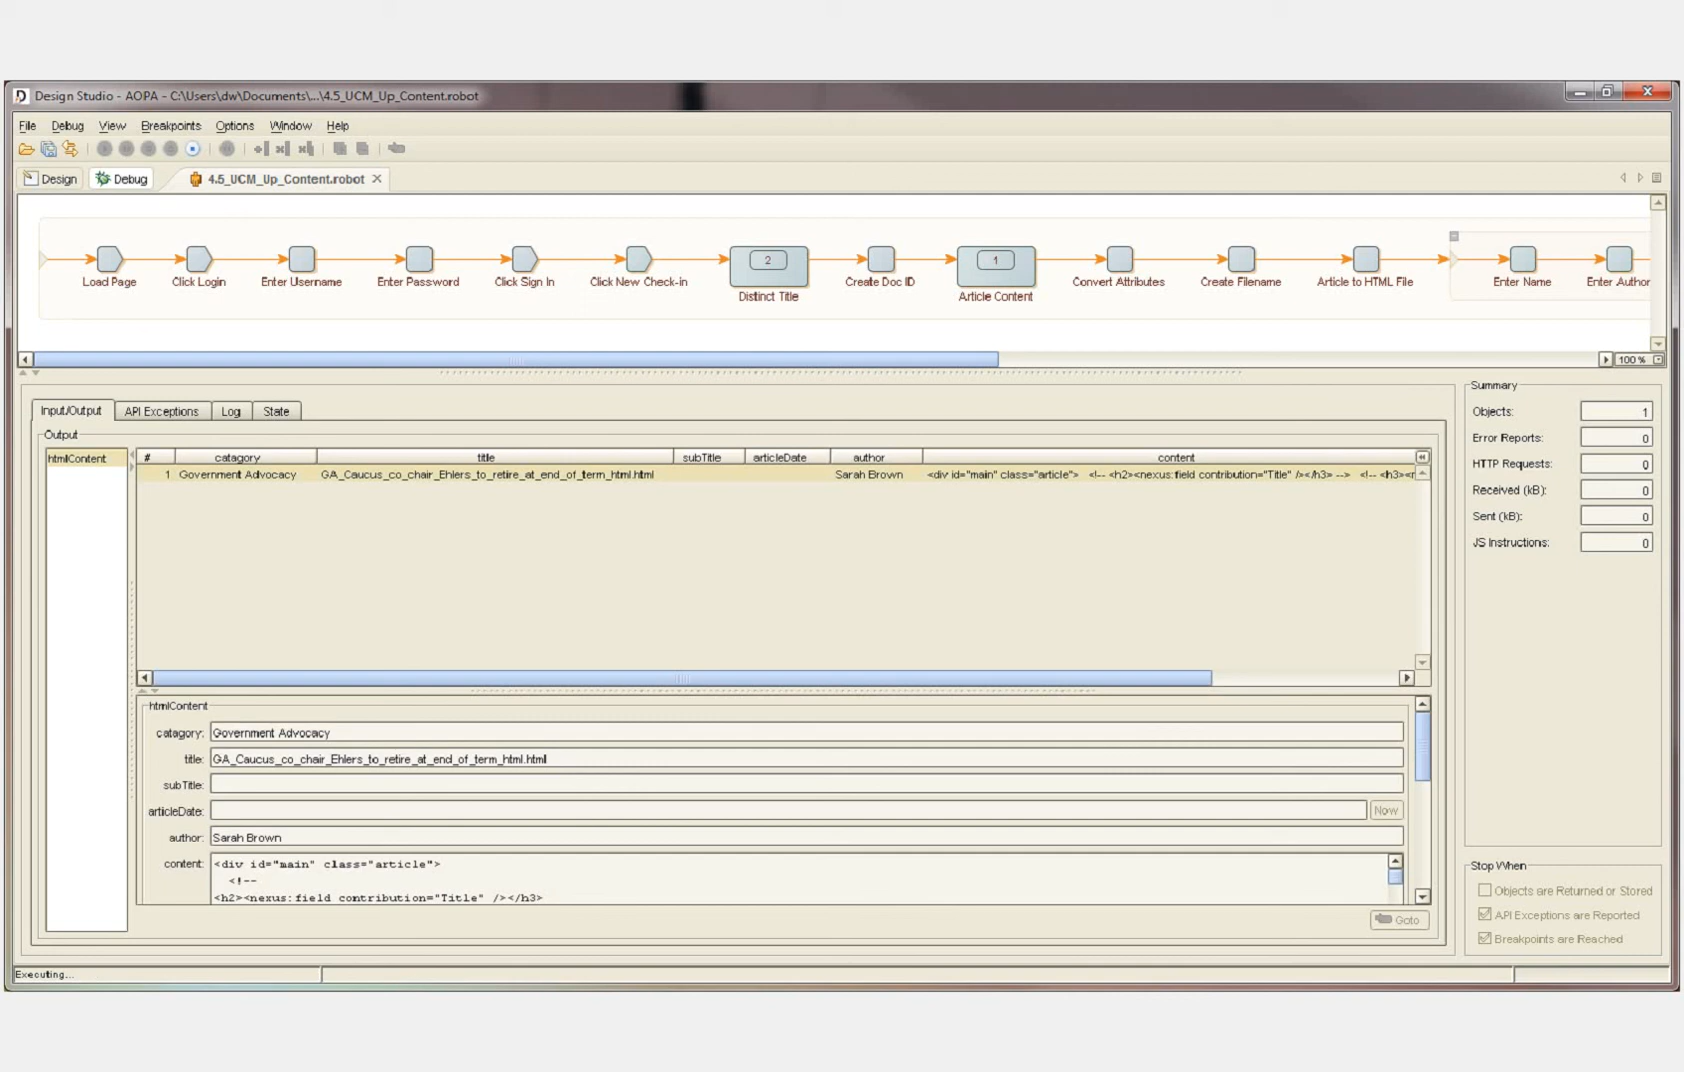 Design Studio - AOPA - C:\Users\dw\Documents\...\4.5_UCM_Up_Content.robot
File Debug View Breakpoints Options Window Help
Design Debug 4.5_UCM_Up_Content.robot
2 1
Load Page Click Login Enter Username Enter Password Click Sign In Click New Check-in Distinct Title Create Doc ID Article Content Convert Attributes Create Filename Article to HTML File Enter Name Enter Author
100 %
Input/Output API Exceptions Log State
Output
htmlContent
# catagory title subTitle articleDate author content
1 Government Advocacy GA_Caucus_co_chair_Ehlers_to_retire_at_end_of_term_html.html Sarah Brown <div id="main" class="article"> <!-- <h2><nexus:field contribution="Title" /></h3> --> <!-- <h3><r
htmlContent
catagory: Government Advocacy
title: GA_Caucus_co_chair_Ehlers_to_retire_at_end_of_term_html.html
subTitle:
articleDate: Now
author: Sarah Brown
content: <div id="main" class="article">
<!--
<h2><nexus:field contribution="Title" /></h3>
Goto
Summary
Objects: 1
Error Reports: 0
HTTP Requests: 0
Received (kB): 0
Sent (kB): 0
JS Instructions: 0
Stop When
Objects are Returned or Stored
API Exceptions are Reported
Breakpoints are Reached
Executing...